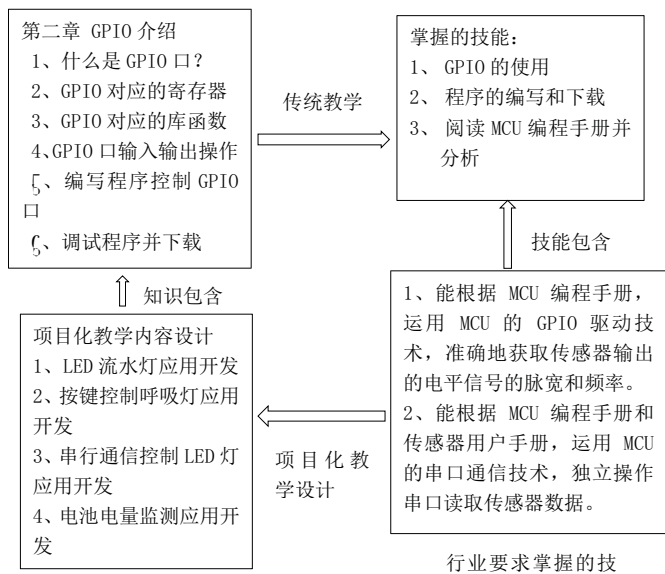 第二章 GPIO 介绍
1、什么是 GPIO 口？
2、GPIO 对应的寄存器
3、GPIO 对应的库函数
4、GPIO 口输入输出操作
5、编写程序控制 GPIO
口
6、调试程序并下载
传统教学
掌握的技能：
1、 GPIO 的使用
2、 程序的编写和下载
3、 阅读 MCU 编程手册并
分析
知识包含
技能包含
项目化教学内容设计
1、LED 流水灯应用开发
2、按键控制呼吸灯应用
开发
3、串行通信控制 LED 灯
应用开发
4、电池电量监测应用开
发
项目化教
学设计
1、能根据 MCU 编程手册，
运用 MCU 的 GPIO 驱动技
术，准确地获取传感器输出
的电平信号的脉宽和频率。
2、能根据 MCU 编程手册和
传感器用户手册，运用 MCU
的串口通信技术，独立操作
串口读取传感器数据。
行业要求掌握的技